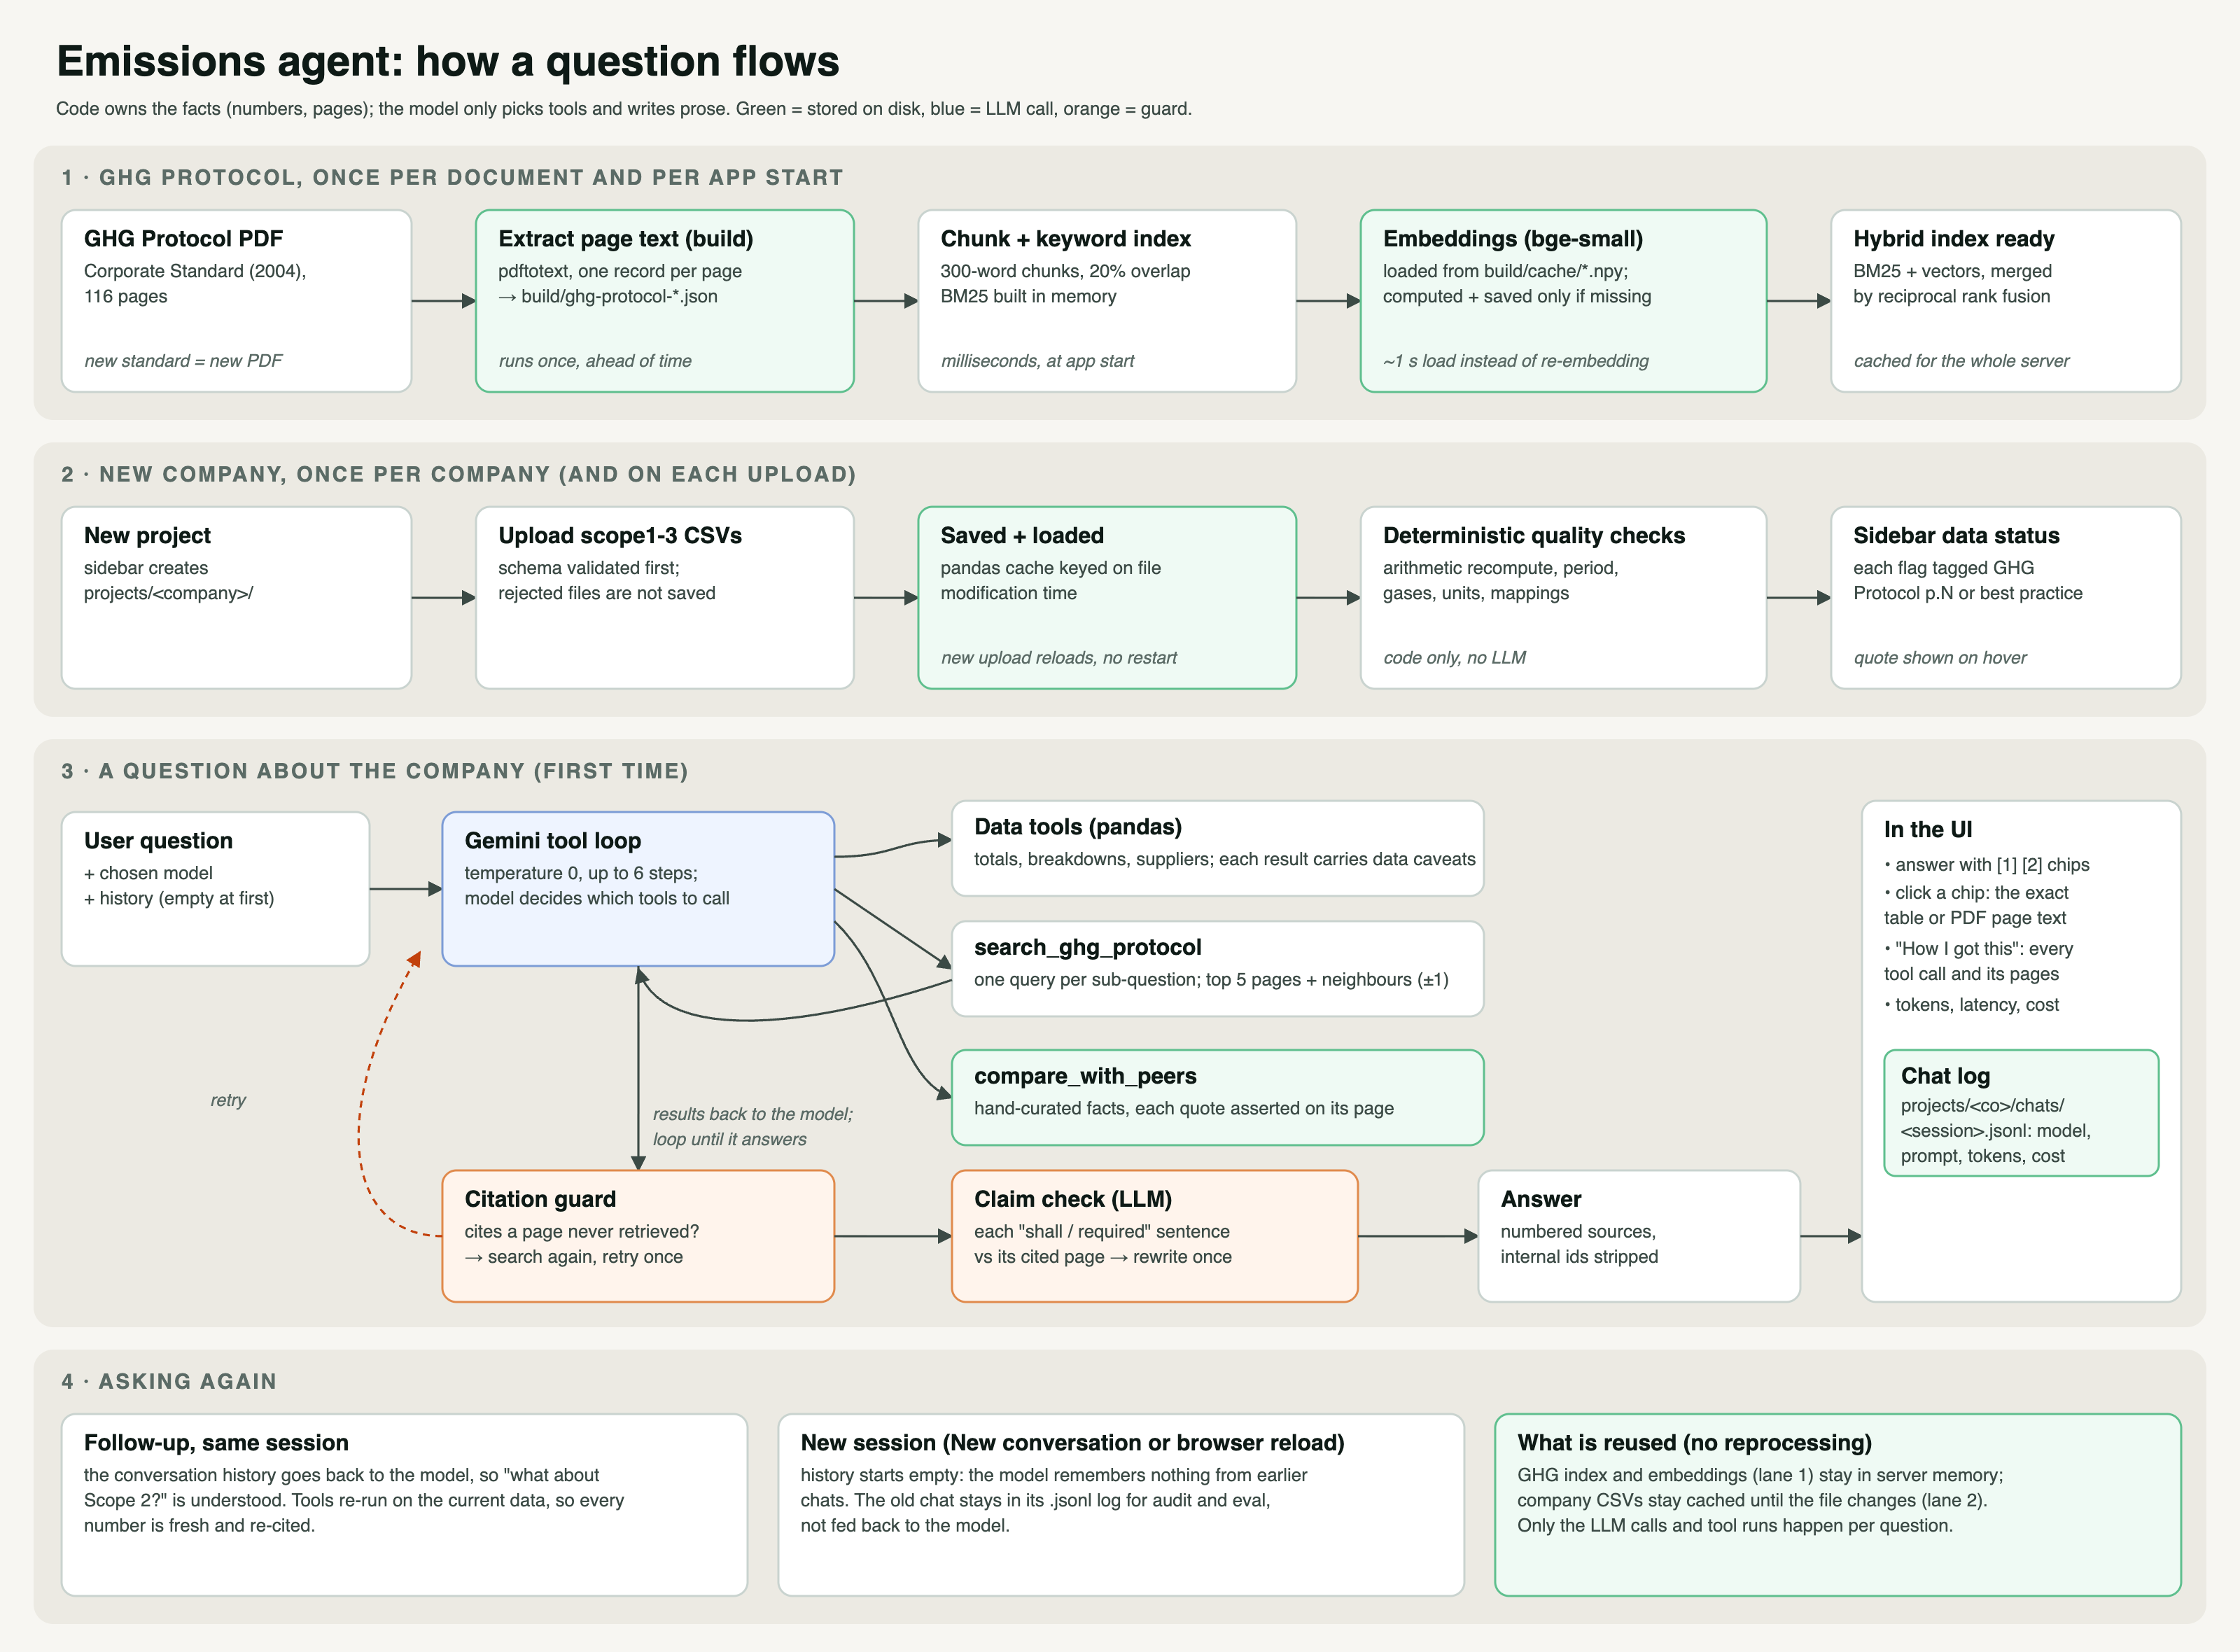 Emissions agent: how a question flows
Code owns the facts (numbers, pages); the model only picks tools and writes prose. Green = stored on disk, blue = LLM call, orange = guard.
1 · GHG PROTOCOL, ONCE PER DOCUMENT AND PER APP START
GHG Protocol PDF
Corporate Standard (2004),
116 pages
new standard = new PDF
Extract page text (build)
pdftotext, one record per page
→ build/ghg-protocol-*.json
runs once, ahead of time
Chunk + keyword index
300-word chunks, 20% overlap
BM25 built in memory
milliseconds, at app start
Embeddings (bge-small)
loaded from build/cache/*.npy;
computed + saved only if missing
~1 s load instead of re-embedding
Hybrid index ready
BM25 + vectors, merged
by reciprocal rank fusion
cached for the whole server
2 · NEW COMPANY, ONCE PER COMPANY (AND ON EACH UPLOAD)
New project
sidebar creates
projects/<company>/
Upload scope1-3 CSVs
schema validated first;
rejected files are not saved
Saved + loaded
pandas cache keyed on file
modification time
new upload reloads, no restart
Deterministic quality checks
arithmetic recompute, period,
gases, units, mappings
code only, no LLM
Sidebar data status
each flag tagged GHG
Protocol p.N or best practice
quote shown on hover
3 · A QUESTION ABOUT THE COMPANY (FIRST TIME)
User question
+ chosen model
+ history (empty at first)
Gemini tool loop
temperature 0, up to 6 steps;
model decides which tools to call
Data tools (pandas)
totals, breakdowns, suppliers; each result carries data caveats
search_ghg_protocol
one query per sub-question; top 5 pages + neighbours (±1)
compare_with_peers
hand-curated facts, each quote asserted on its page
retry
results back to the model;
loop until it answers
Citation guard
cites a page never retrieved?
→ search again, retry once
Claim check (LLM)
each "shall / required" sentence
vs its cited page → rewrite once
Answer
numbered sources,
internal ids stripped
In the UI
• answer with [1] [2] chips
• click a chip: the exact
table or PDF page text
• "How I got this": every
tool call and its pages
• tokens, latency, cost
Chat log
projects/<co>/chats/
<session>.jsonl: model,
prompt, tokens, cost
4 · ASKING AGAIN
Follow-up, same session
the conversation history goes back to the model, so "what about
Scope 2?" is understood. Tools re-run on the current data, so every
number is fresh and re-cited.
New session (New conversation or browser reload)
history starts empty: the model remembers nothing from earlier
chats. The old chat stays in its .jsonl log for audit and eval,
not fed back to the model.
What is reused (no reprocessing)
GHG index and embeddings (lane 1) stay in server memory;
company CSVs stay cached until the file changes (lane 2).
Only the LLM calls and tool runs happen per question.